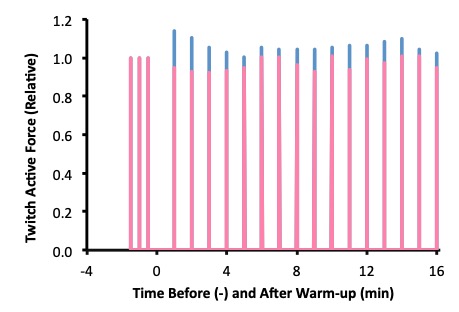 Twitch Active Force (Relative)
1.2
1.0
0.8
0.6
0.4
0.2
0.0
-4 0 4 8 12 16
Time Before (-) and After Warm-up (min)